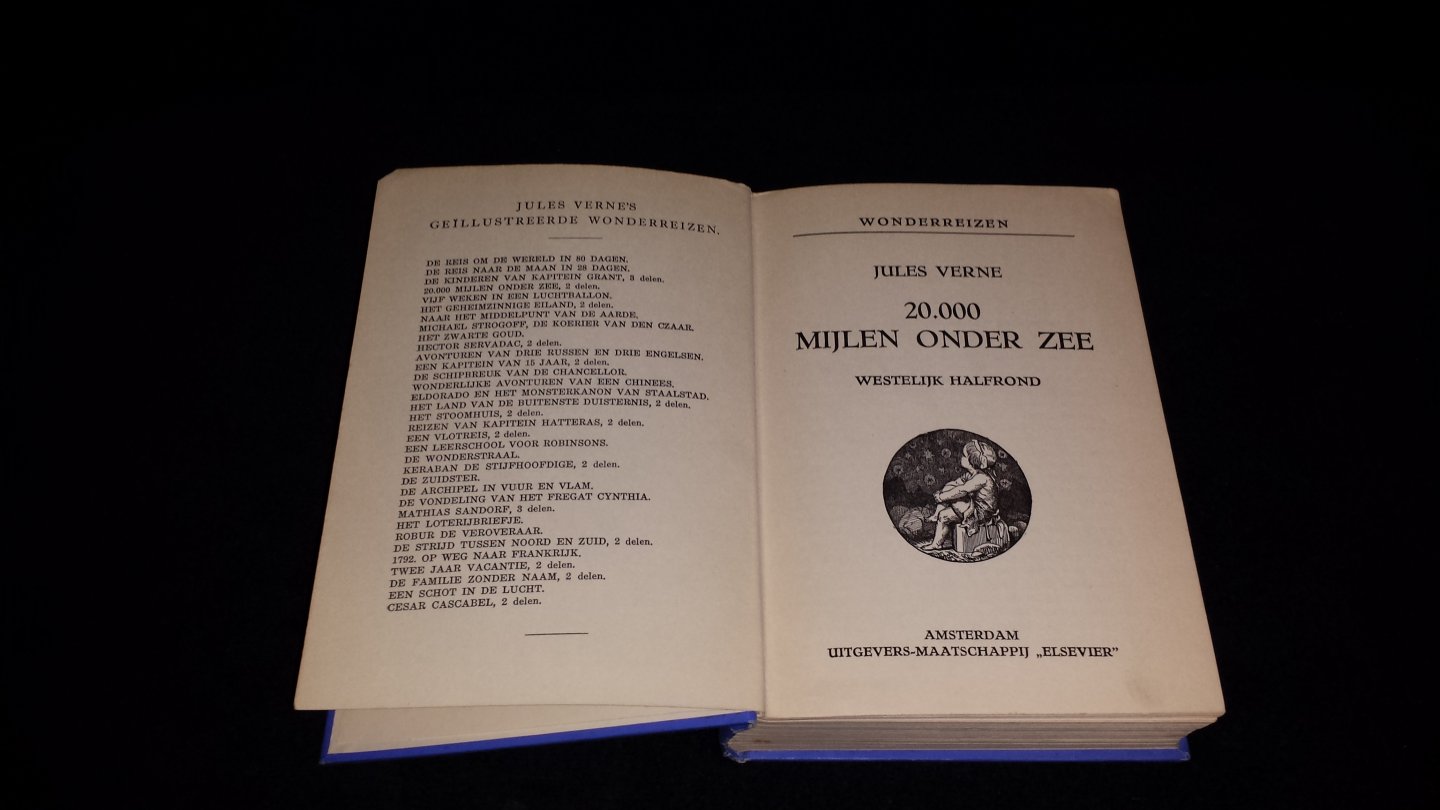 JULES VERNE'S
GEÏLLUSTREERDE WONDERREIZEN.
DE REIS OM DE WERELD IN 80 DAGEN.
DE REIS NAAR DE MAAN IN 28 DAGEN.
DE KINDEREN VAN KAPITEIN GRANT, 3 delen.
20.000 MIJLEN ONDER ZEE, 2 delen.
VIJF WEKEN IN EEN LUCHTBALLON.
HET GEHEIMZINNIGE EILAND, 2 delen.
NAAR HET MIDDELPUNT VAN DE AARDE.
MICHAEL STROGOFF, DE KOERIER VAN DEN CZAAR.
HET ZWARTE GOUD.
HECTOR SERVADAC, 2 delen.
AVONTUREN VAN DRIE RUSSEN EN DRIE ENGELSEN.
EEN KAPITEIN VAN 15 JAAR, 2 delen.
DE SCHIPBREUK VAN DE CHANCELLOR.
WONDERLIJKE AVONTUREN VAN EEN CHINEES.
ELDORADO EN HET MONSTERKANON VAN STAALSTAD.
HET LAND VAN DE BUITENSTE DUISTERNIS, 2 delen.
HET STOOMHUIS, 2 delen.
REIZEN VAN KAPITEIN HATTERAS, 2 delen.
EEN VLOTREIS, 2 delen.
EEN LEERSCHOOL VOOR ROBINSONS.
DE WONDERSTRAAL.
KERABAN DE STIJFHOOFDIGE, 2 delen.
DE ZUIDSTER.
DE ARCHIPEL IN VUUR EN VLAM.
DE VONDELING VAN HET FREGAT CYNTHIA.
MATHIAS SANDORF, 3 delen.
HET LOTERIJBRIEFJE.
ROBUR DE VEROVERAAR.
DE STRIJD TUSSEN NOORD EN ZUID, 2 delen.
1792. OP WEG NAAR FRANKRIJK.
TWEE JAAR VACANTIE, 2 delen.
DE FAMILIE ZONDER NAAM, 2 delen.
EEN SCHOT IN DE LUCHT.
CESAR CASCABEL, 2 delen.
WONDERREIZEN
JULES VERNE
20.000
MIJLEN ONDER ZEE
WESTELIJK HALFROND
AMSTERDAM
UITGEVERS-MAATSCHAPPIJ „ELSEVIER”